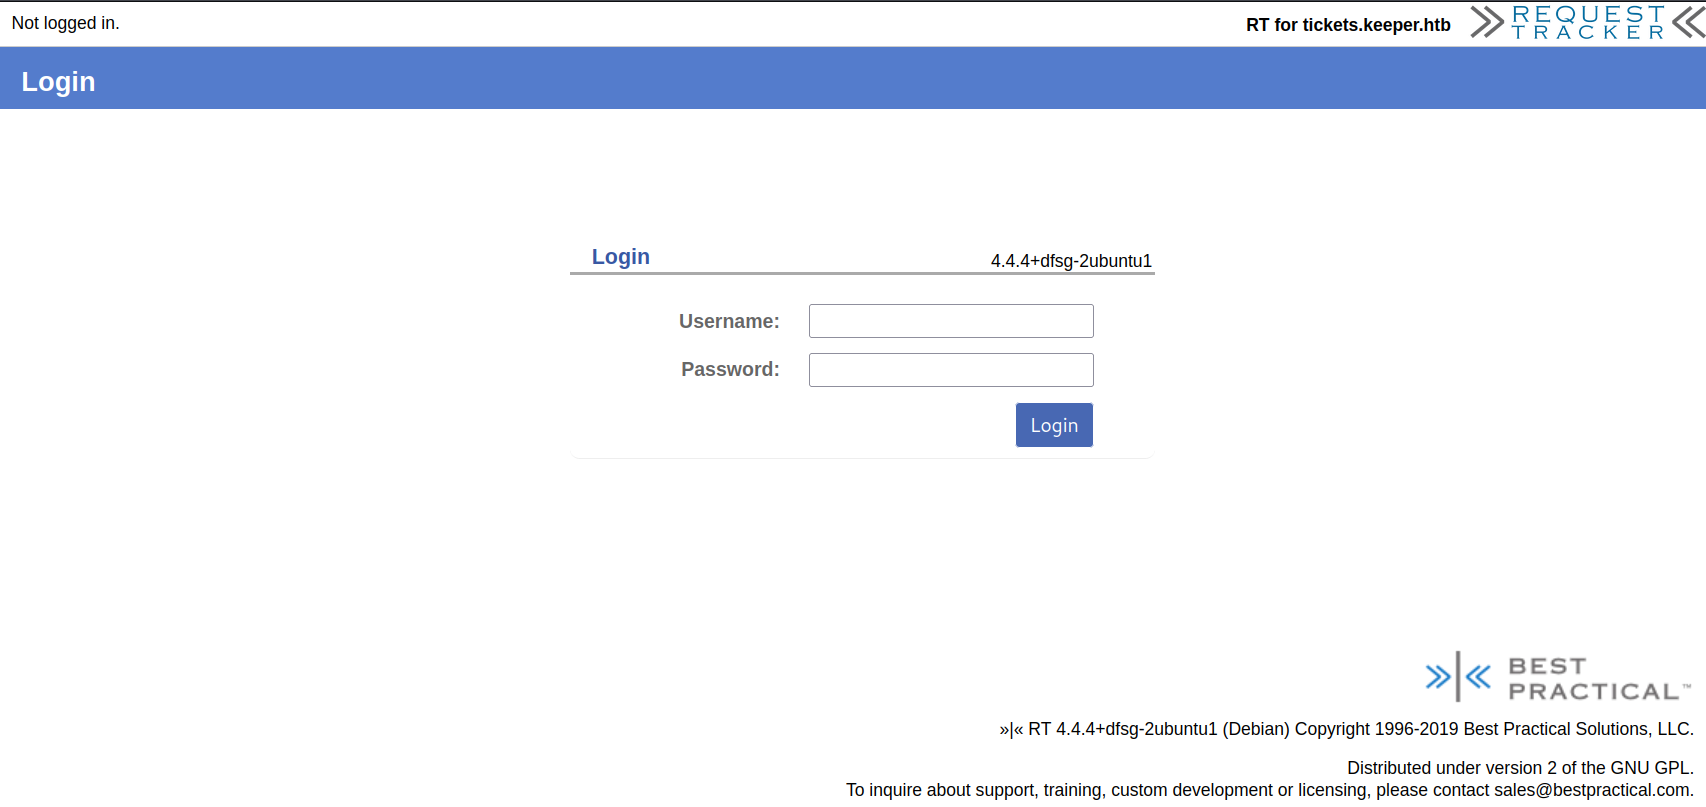 Not logged in.
RT for tickets.keeper.htb
REQUEST
TRACKER
Login
Login
4.4.4+dfsg-2ubuntu1
Username:
Password:
Login
BEST
PRACTICAL™
»|« RT 4.4.4+dfsg-2ubuntu1 (Debian) Copyright 1996-2019 Best Practical Solutions, LLC.
Distributed under version 2 of the GNU GPL.
To inquire about support, training, custom development or licensing, please contact sales@bestpractical.com.